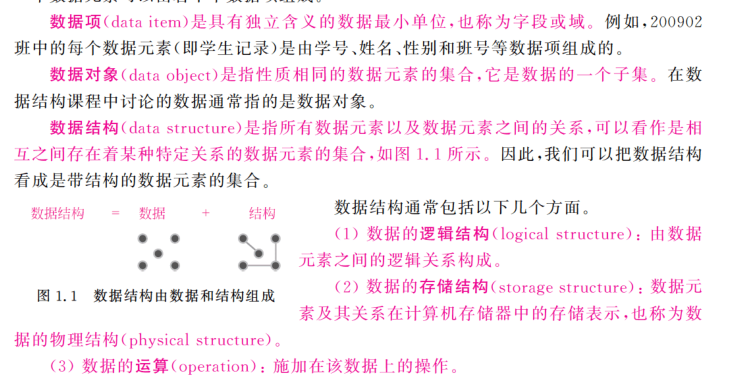 数据项(data item)是具有独立含义的数据最小单位,也称为字段或域。例如,200902
班中的每个数据元素(即学生记录)是由学号、姓名、性别和班号等数据项组成的。
数据对象(data object)是指性质相同的数据元素的集合,它是数据的一个子集。在数
据结构课程中讨论的数据通常指的是数据对象。
数据结构(data structure)是指所有数据元素以及数据元素之间的关系,可以看作是相
互之间存在着某种特定关系的数据元素的集合,如图 1.1 所示。因此,我们可以把数据结构
看成是带结构的数据元素的集合。
数据结构 = 数据 + 结构
图 1.1 数据结构由数据和结构组成
数据结构通常包括以下几个方面。
(1) 数据的逻辑结构(logical structure):由数据
元素之间的逻辑关系构成。
(2) 数据的存储结构(storage structure):数据元
素及其关系在计算机存储器中的存储表示,也称为数
据的物理结构(physical structure)。
(3) 数据的运算(operation):施加在该数据上的操作。